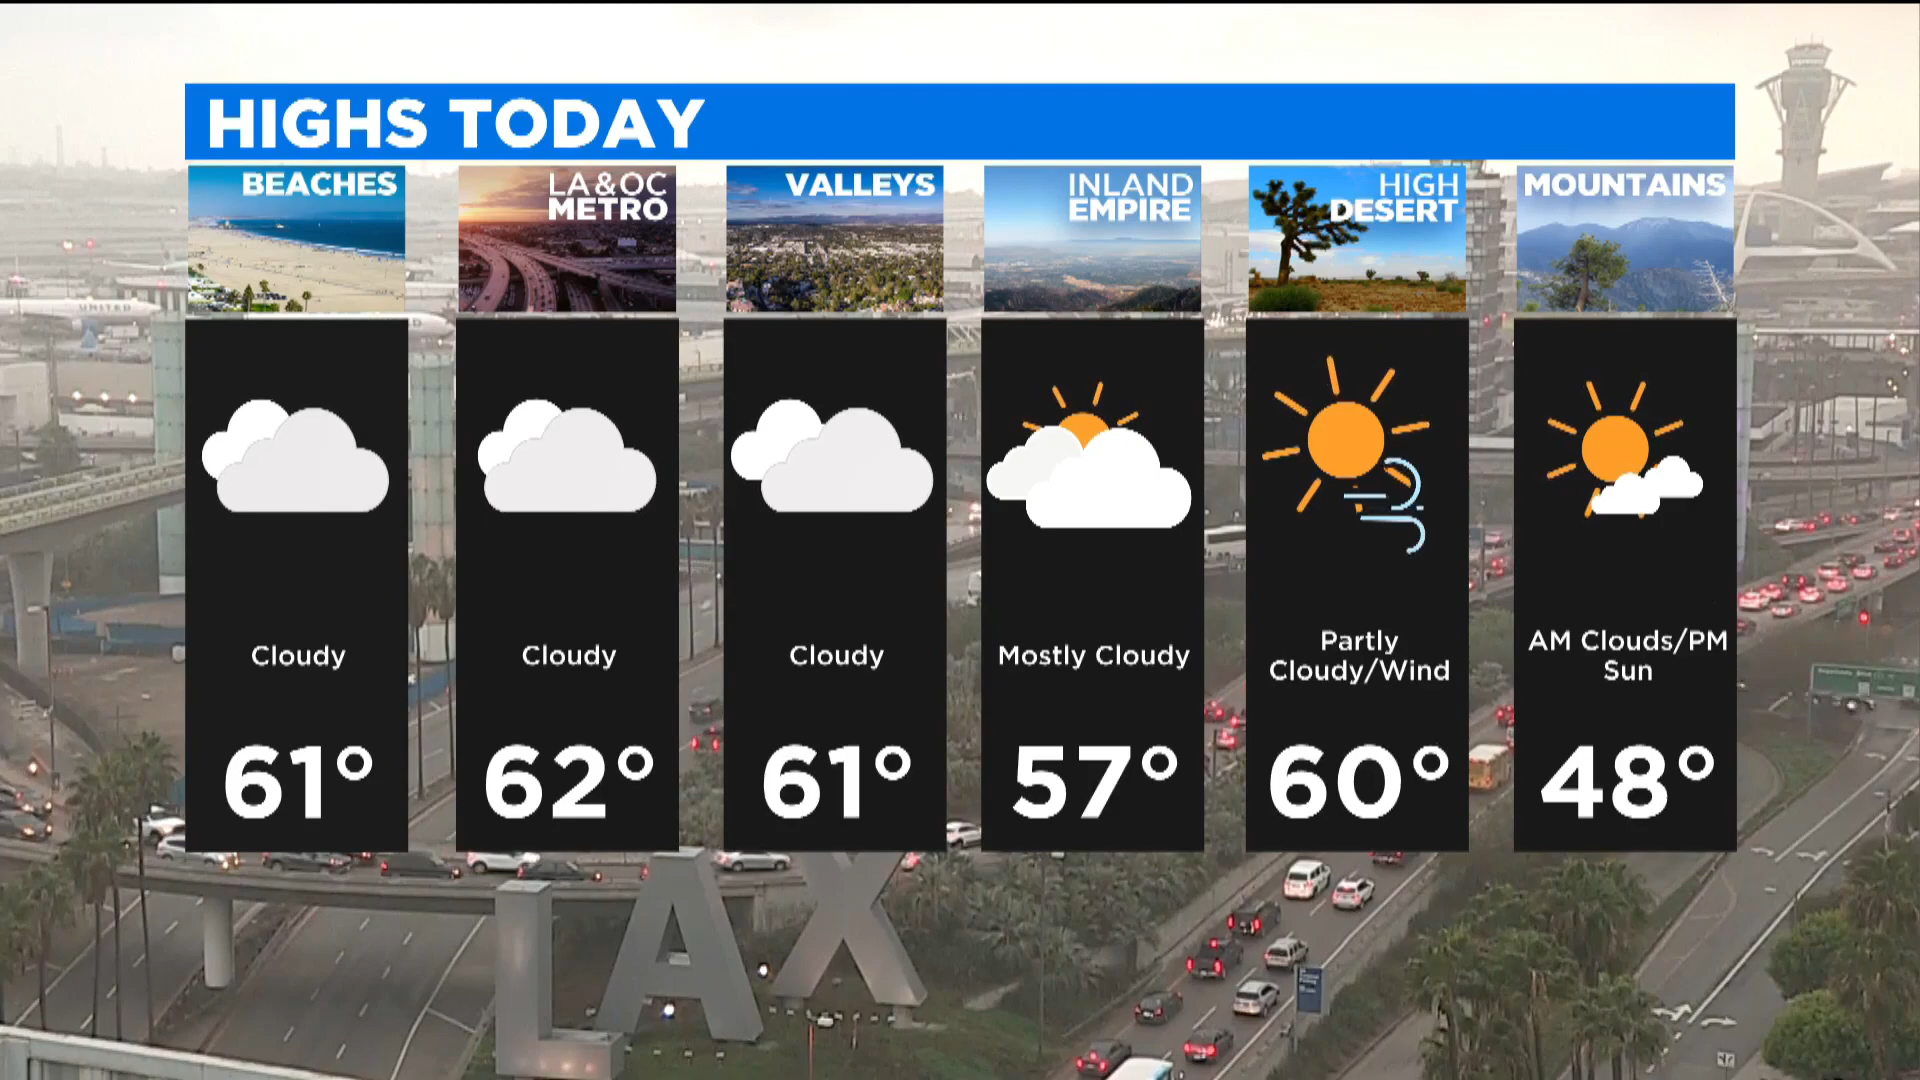 HIGHS TODAY
BEACHES
LA & OC
METRO
VALLEYS
INLAND
EMPIRE
HIGH
DESERT
MOUNTAINS
Cloudy
Cloudy
Cloudy
Mostly Cloudy
Partly
Cloudy/Wind
AM Clouds/PM
Sun
61°
62°
61°
57°
60°
48°
UNITED
LAX